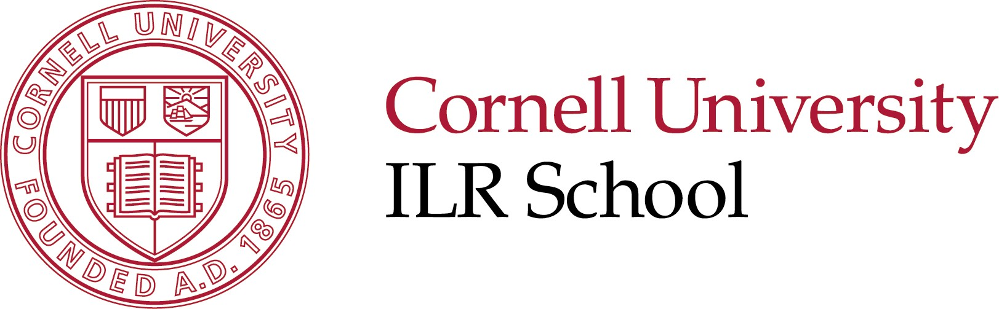 CORNELL UNIVERSITY
FOUNDED A.D. 1865
Cornell University
ILR School